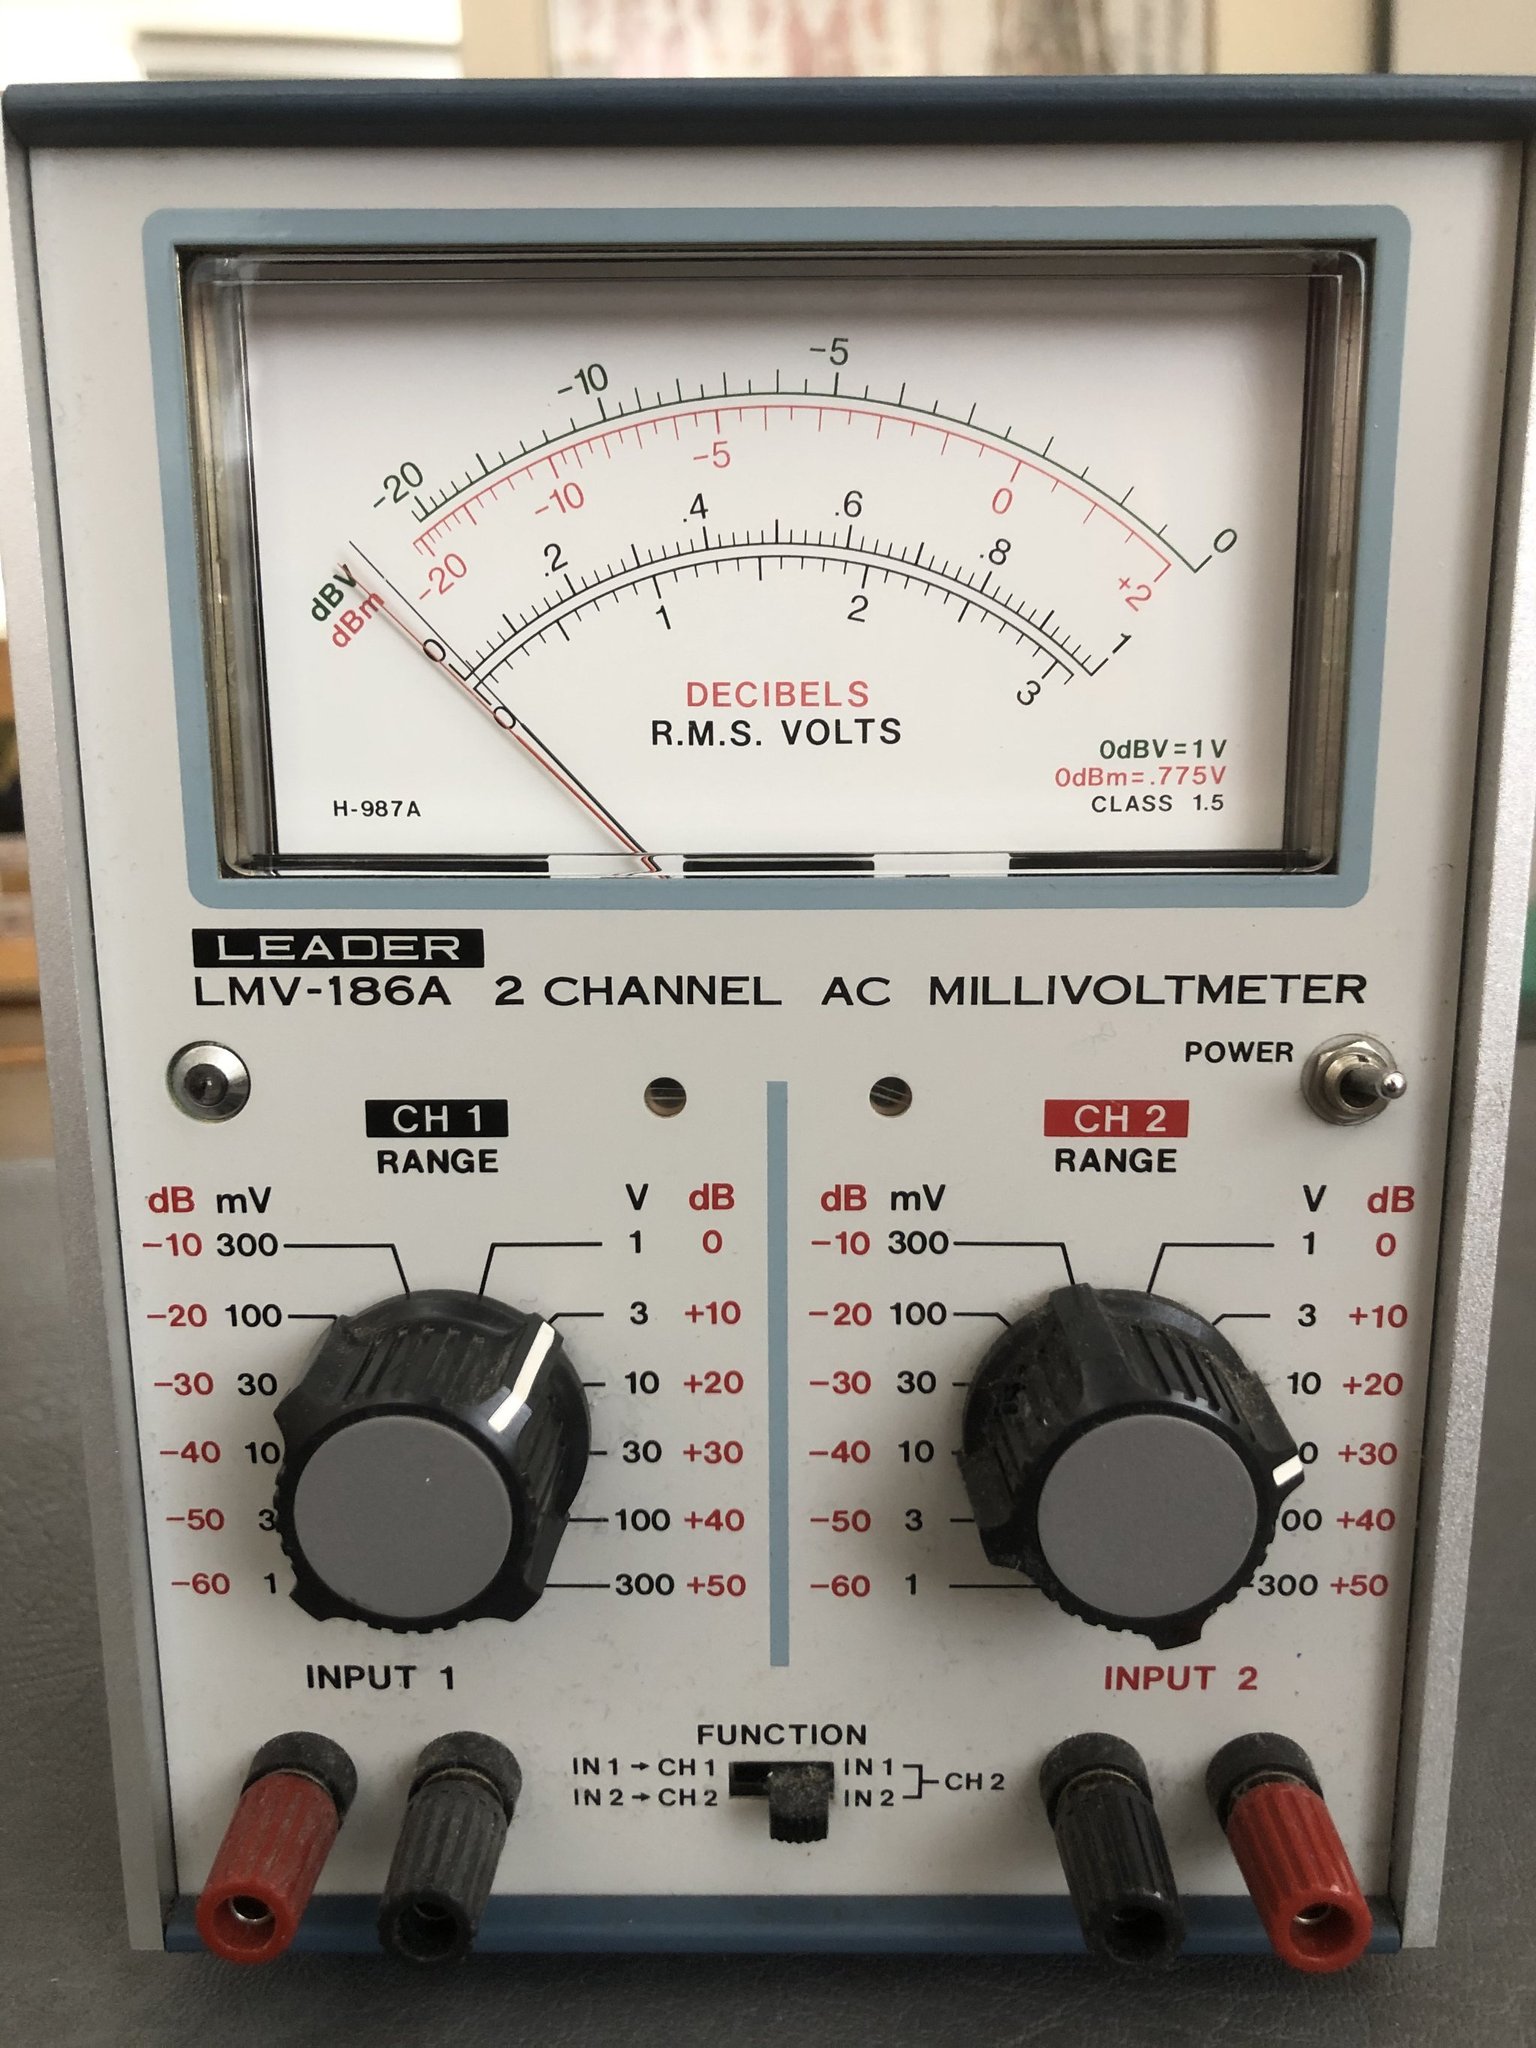 -10 -5
-20 0
-20 -10 -5 0 +2
dBV
dBm
0 .2 .4 .6 .8 1
0 1 2 3
DECIBELS
R.M.S. VOLTS
0dBV=1V
0dBm=.775V
CLASS 1.5
H-987A
LEADER
LMV-186A 2 CHANNEL AC MILLIVOLTMETER
POWER
CH 1
RANGE
dB mV V dB
-10 300 1 0
-20 100 3 +10
-30 30 10 +20
-40 10 30 +30
-50 3 100 +40
-60 1 300 +50
INPUT 1
CH 2
RANGE
dB mV V dB
-10 300 1 0
-20 100 3 +10
-30 30 10 +20
-40 10 0 +30
-50 3 00 +40
-60 1 300 +50
INPUT 2
FUNCTION
IN 1 → CH 1 IN 1
IN 2 → CH 2 IN 2
CH 2